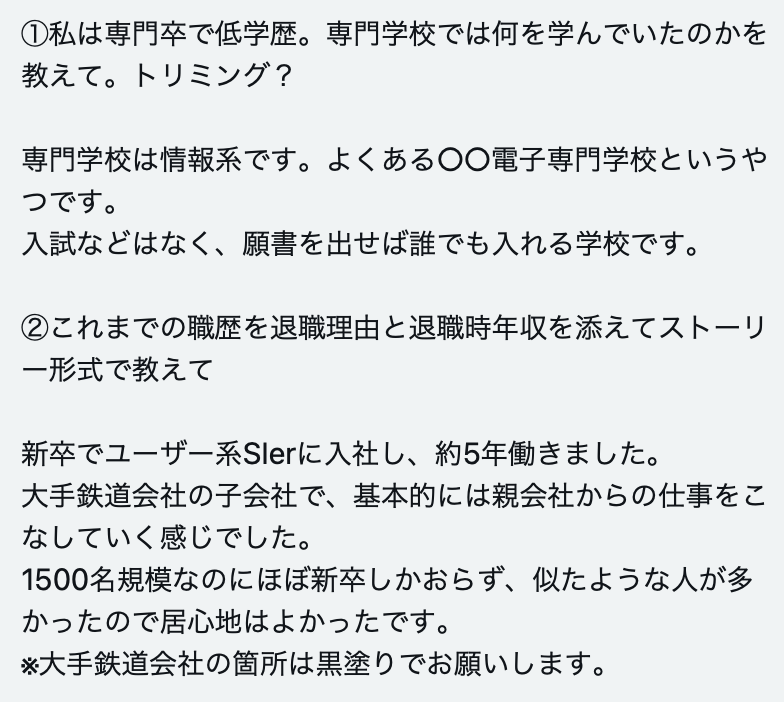 ①私は専門卒で低学歴。専門学校では何を学んでいたのかを
教えて。トリミング？
専門学校は情報系です。よくある〇〇電子専門学校というや
つです。
入試などはなく、願書を出せば誰でも入れる学校です。
②これまでの職歴を退職理由と退職時年収を添えてストーリ
ー形式で教えて
新卒でユーザー系SIerに入社し、約5年働きました。
大手鉄道会社の子会社で、基本的には親会社からの仕事をこ
なしていく感じでした。
1500名規模なのにほぼ新卒しかおらず、似たような人が多
かったので居心地はよかったです。
※大手鉄道会社の箇所は黒塗りでお願いします。